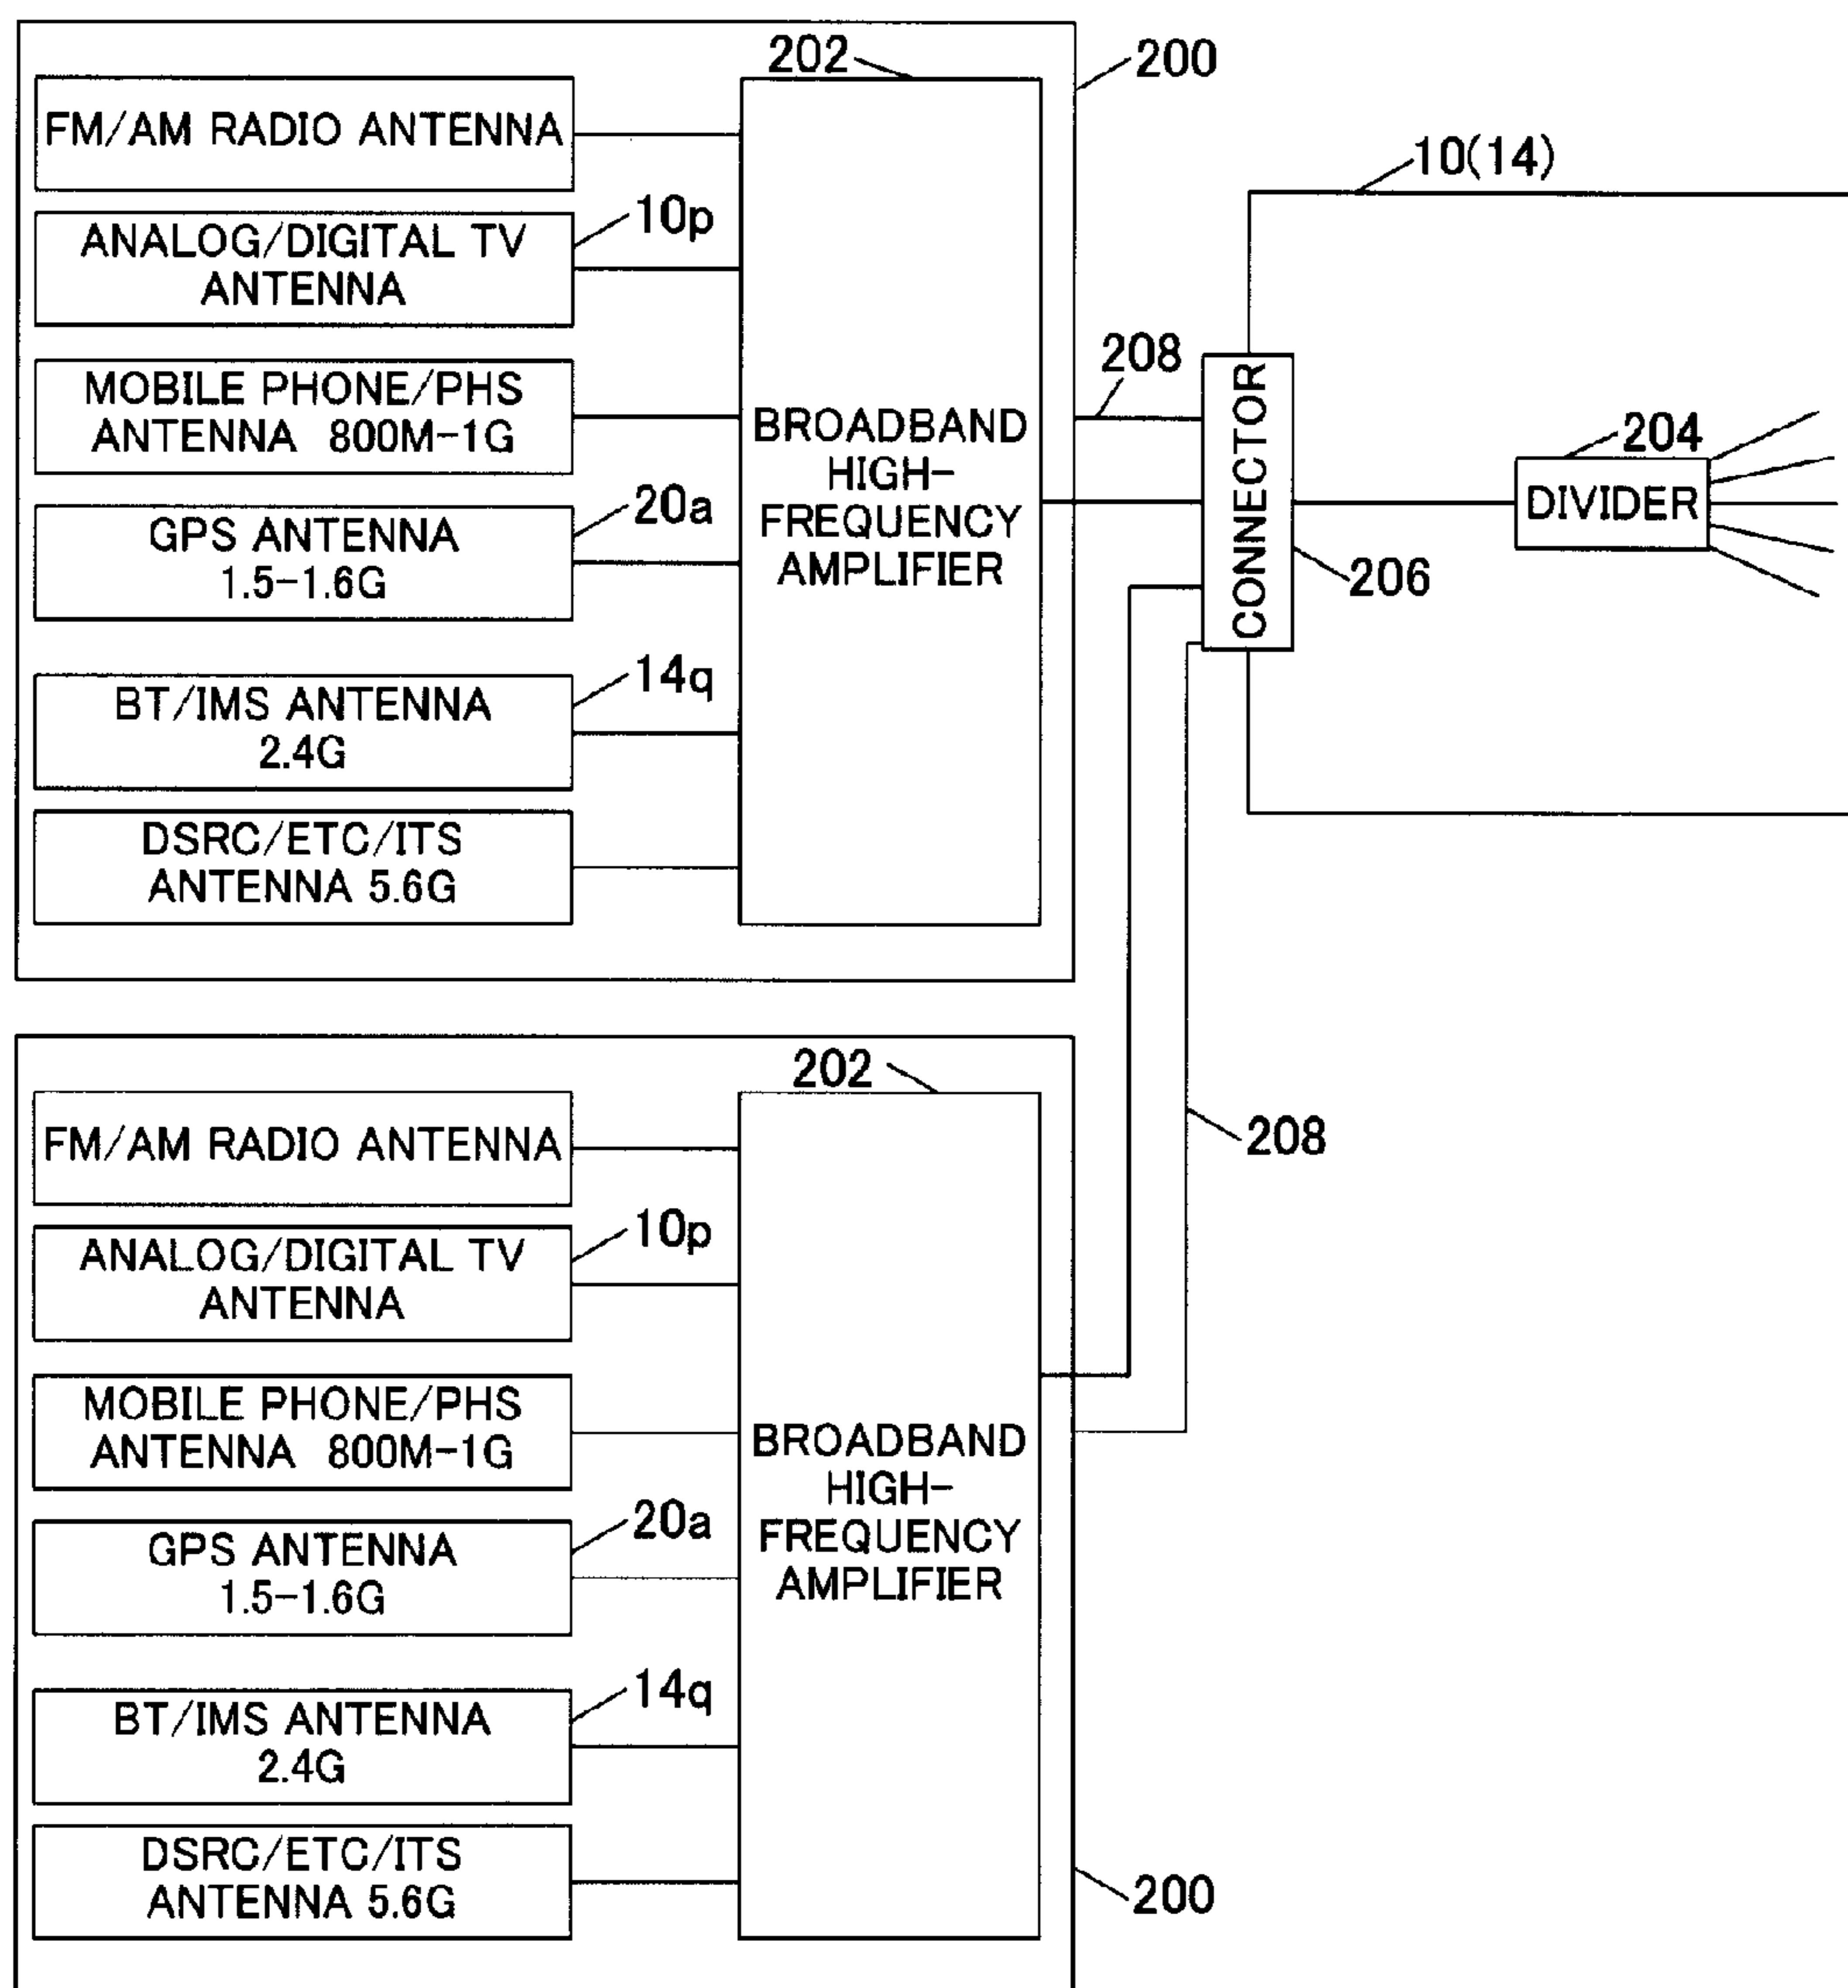 202
200
FM/AM RADIO ANTENNA
10(14)
10p
ANALOG/DIGITAL TV
ANTENNA
208
MOBILE PHONE/PHS
ANTENNA 800M-1G
BROADBAND
HIGH-
FREQUENCY
AMPLIFIER
CONNECTOR
204
DIVIDER
206
20a
GPS ANTENNA
1.5-1.6G
14q
BT/IMS ANTENNA
2.4G
DSRC/ETC/ITS
ANTENNA 5.6G
202
FM/AM RADIO ANTENNA
208
10p
ANALOG/DIGITAL TV
ANTENNA
MOBILE PHONE/PHS
ANTENNA 800M-1G
BROADBAND
HIGH-
FREQUENCY
AMPLIFIER
20a
GPS ANTENNA
1.5-1.6G
14q
BT/IMS ANTENNA
2.4G
DSRC/ETC/ITS
ANTENNA 5.6G
200